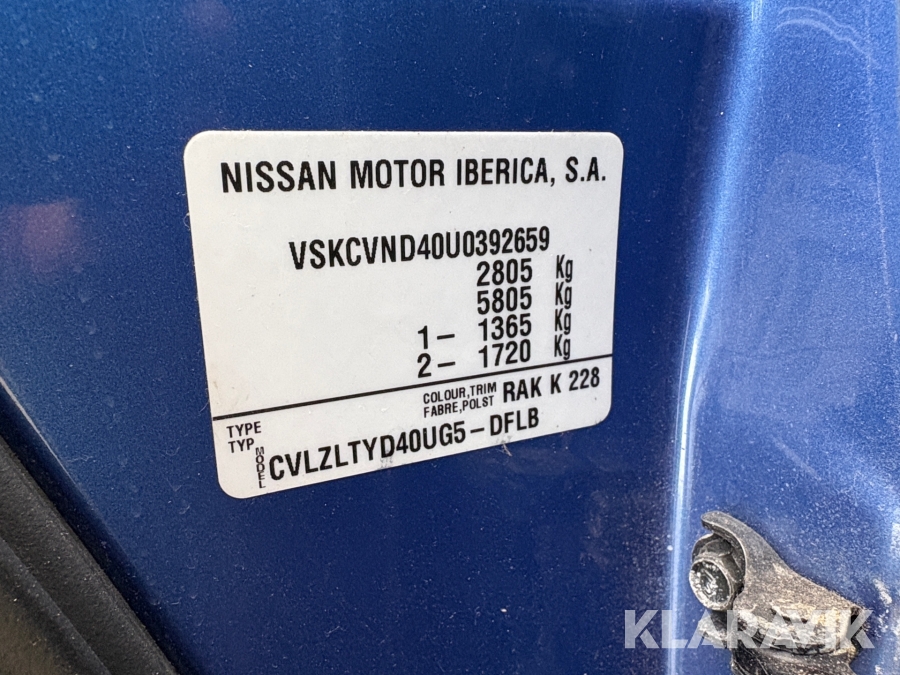 NISSAN MOTOR IBERICA, S.A.
VSKCVND40U0392659
2805 Kg
5805 Kg
1- 1365 Kg
2- 1720 Kg
COLOUR,TRIM FABRE,POLST RAK K 228
TYPE
TYP
MODEL CVLZLTYD40UG5-DFLB
KLARAVIK